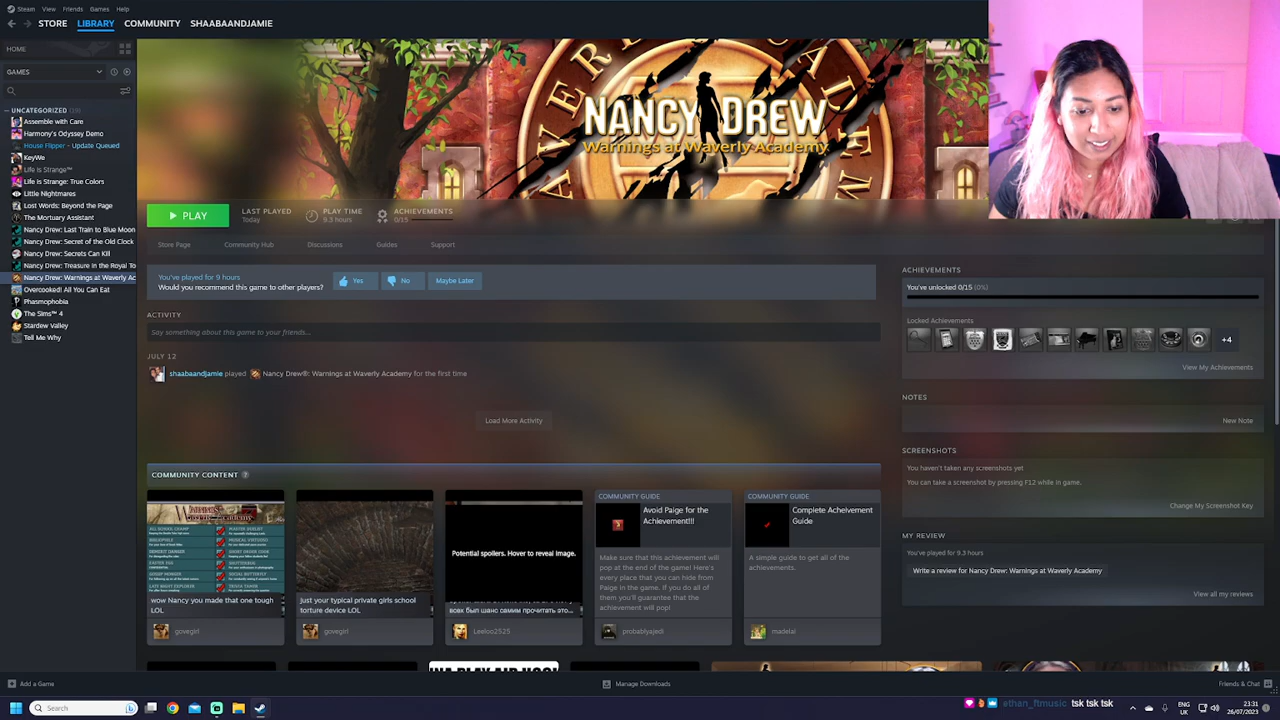 Steam View Friends Games Help
STORE LIBRARY COMMUNITY SHAABAANDJAMIE
HOME
GAMES
UNCATEGORIZED (19)
Assemble with Care
Harmony's Odyssey Demo
House Flipper - Update Queued
KeyWe
Life is Strange™
Life is Strange: True Colors
Little Nightmares
Lost Words: Beyond the Page
The Mortuary Assistant
Nancy Drew: Last Train to Blue Moon
Nancy Drew: Secret of the Old Clock
Nancy Drew: Secrets Can Kill
Nancy Drew: Treasure in the Royal To
Nancy Drew: Warnings at Waverly Ac
Overcooked! All You Can Eat
Phasmophobia
The Sims™ 4
Stardew Valley
Tell Me Why
NANCY DREW
Warnings at Waverly Academy
PLAY
LAST PLAYED
Today
PLAY TIME
9.3 hours
ACHIEVEMENTS
0/15
Store Page Community Hub Discussions Guides Support
You've played for 9 hours
Would you recommend this game to other players?
Yes No Maybe Later
ACTIVITY
Say something about this game to your friends...
JULY 12
shaabaandjamie played Nancy Drew®: Warnings at Waverly Academy for the first time
Load More Activity
COMMUNITY CONTENT ?
wow Nancy you made that one tough LOL
govegirl
just your typical private girls school torture device LOL
govegirl
Potential spoilers. Hover to reveal image.
всех был шанс самим прочитать это...
Leeloo2525
COMMUNITY GUIDE
Avoid Paige for the Achievement!!!
Make sure that this achievement will
pop at the end of the game! Here's
every place that you can hide from
Paige in the game. If you do all of
them you'll guarantee that the
achievement will pop!
probablyajedi
COMMUNITY GUIDE
Complete Acheivement Guide
A simple guide to get all of the
achievements.
madelai
ACHIEVEMENTS
You've unlocked 0/15 (0%)
Locked Achievements
+4
View My Achievements
NOTES
New Note
SCREENSHOTS
You haven't taken any screenshots yet
You can take a screenshot by pressing F12 while in game.
Change My Screenshot Key
MY REVIEW
You've played for 9.3 hours
Write a review for Nancy Drew: Warnings at Waverly Academy
View all my reviews
Add a Game
Manage Downloads
Friends & Chat
Search
ethan_ftmusic tsk tsk tsk
ENG
UK
23:31
26/07/2023